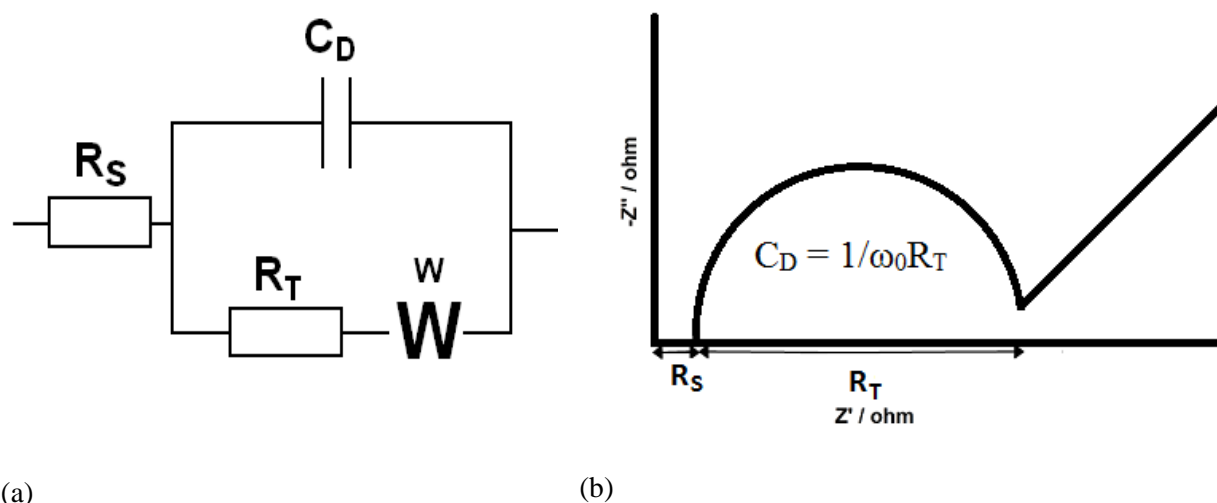 C_D
R_S
R_T
W
W
-Z'' / ohm
C_D = 1/ω₀R_T
R_S
R_T
Z' / ohm
(a)
(b)